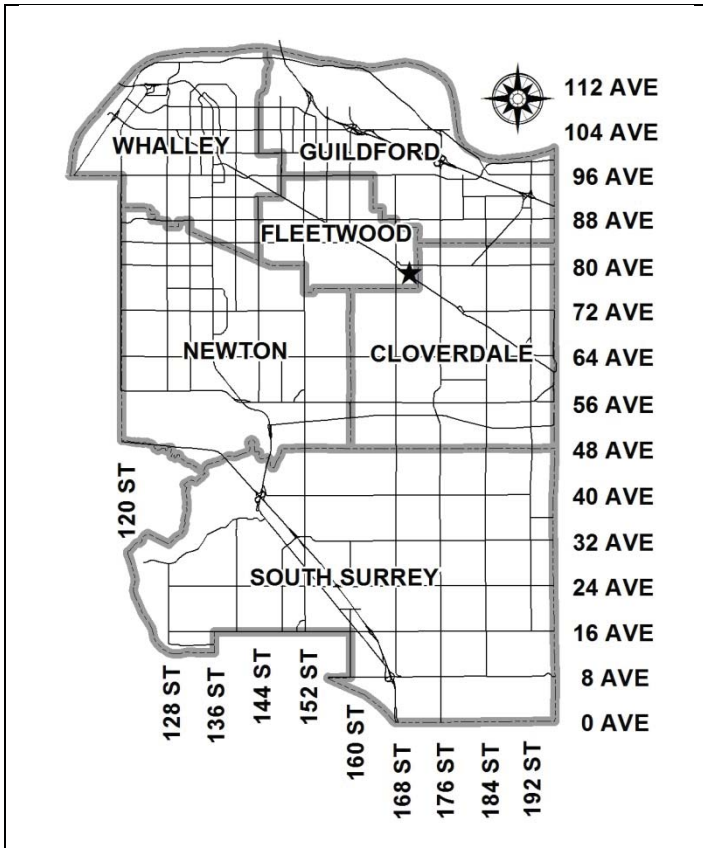 112 AVE
104 AVE
WHALLEY
GUILDFORD
96 AVE
88 AVE
FLEETWOOD
80 AVE
72 AVE
NEWTON
CLOVERDALE
64 AVE
56 AVE
48 AVE
120 ST
40 AVE
32 AVE
SOUTH SURREY
24 AVE
16 AVE
128 ST
136 ST
144 ST
152 ST
160 ST
8 AVE
0 AVE
168 ST
176 ST
184 ST
192 ST